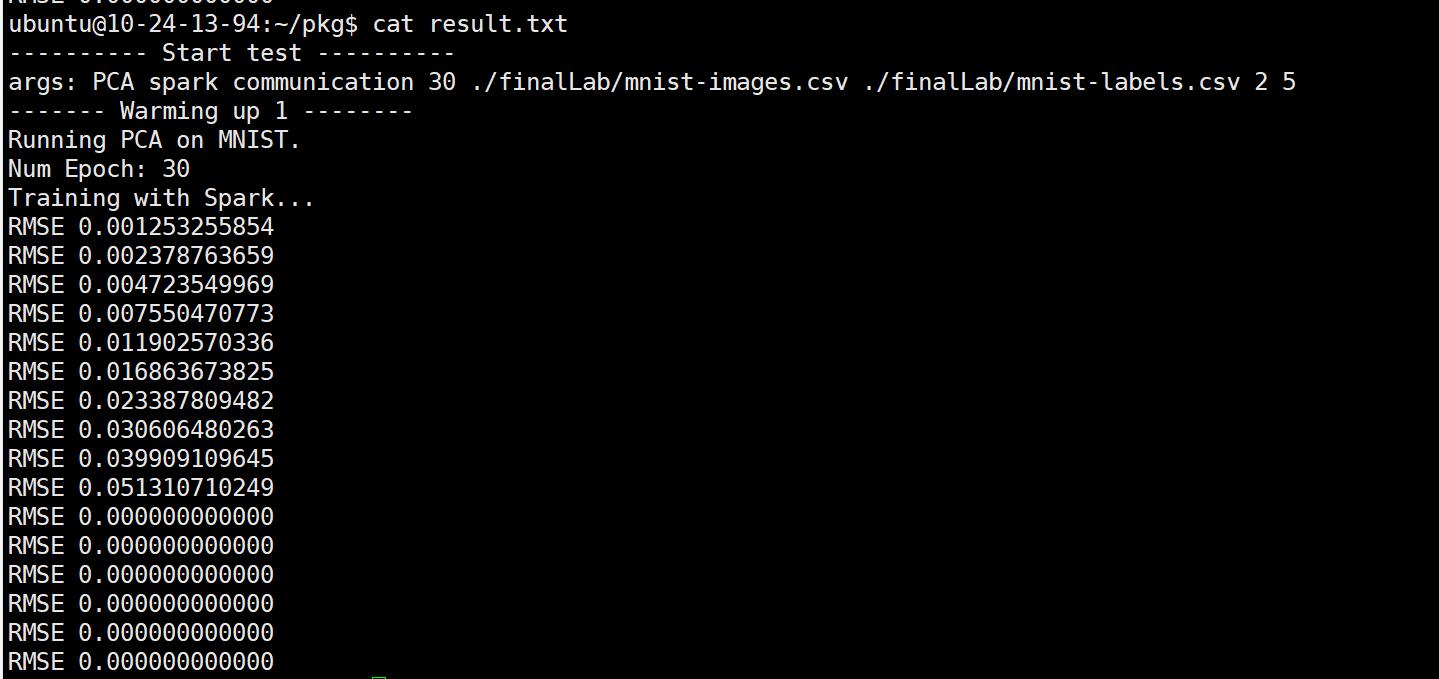 RMSE 0.000000000000
ubuntu@10-24-13-94:~/pkg$ cat result.txt
---------- Start test ----------
args: PCA spark communication 30 ./finalLab/mnist-images.csv ./finalLab/mnist-labels.csv 2 5
------- Warming up 1 --------
Running PCA on MNIST.
Num Epoch: 30
Training with Spark...
RMSE 0.001253255854
RMSE 0.002378763659
RMSE 0.004723549969
RMSE 0.007550470773
RMSE 0.011902570336
RMSE 0.016863673825
RMSE 0.023387809482
RMSE 0.030606480263
RMSE 0.039909109645
RMSE 0.051310710249
RMSE 0.000000000000
RMSE 0.000000000000
RMSE 0.000000000000
RMSE 0.000000000000
RMSE 0.000000000000
RMSE 0.000000000000